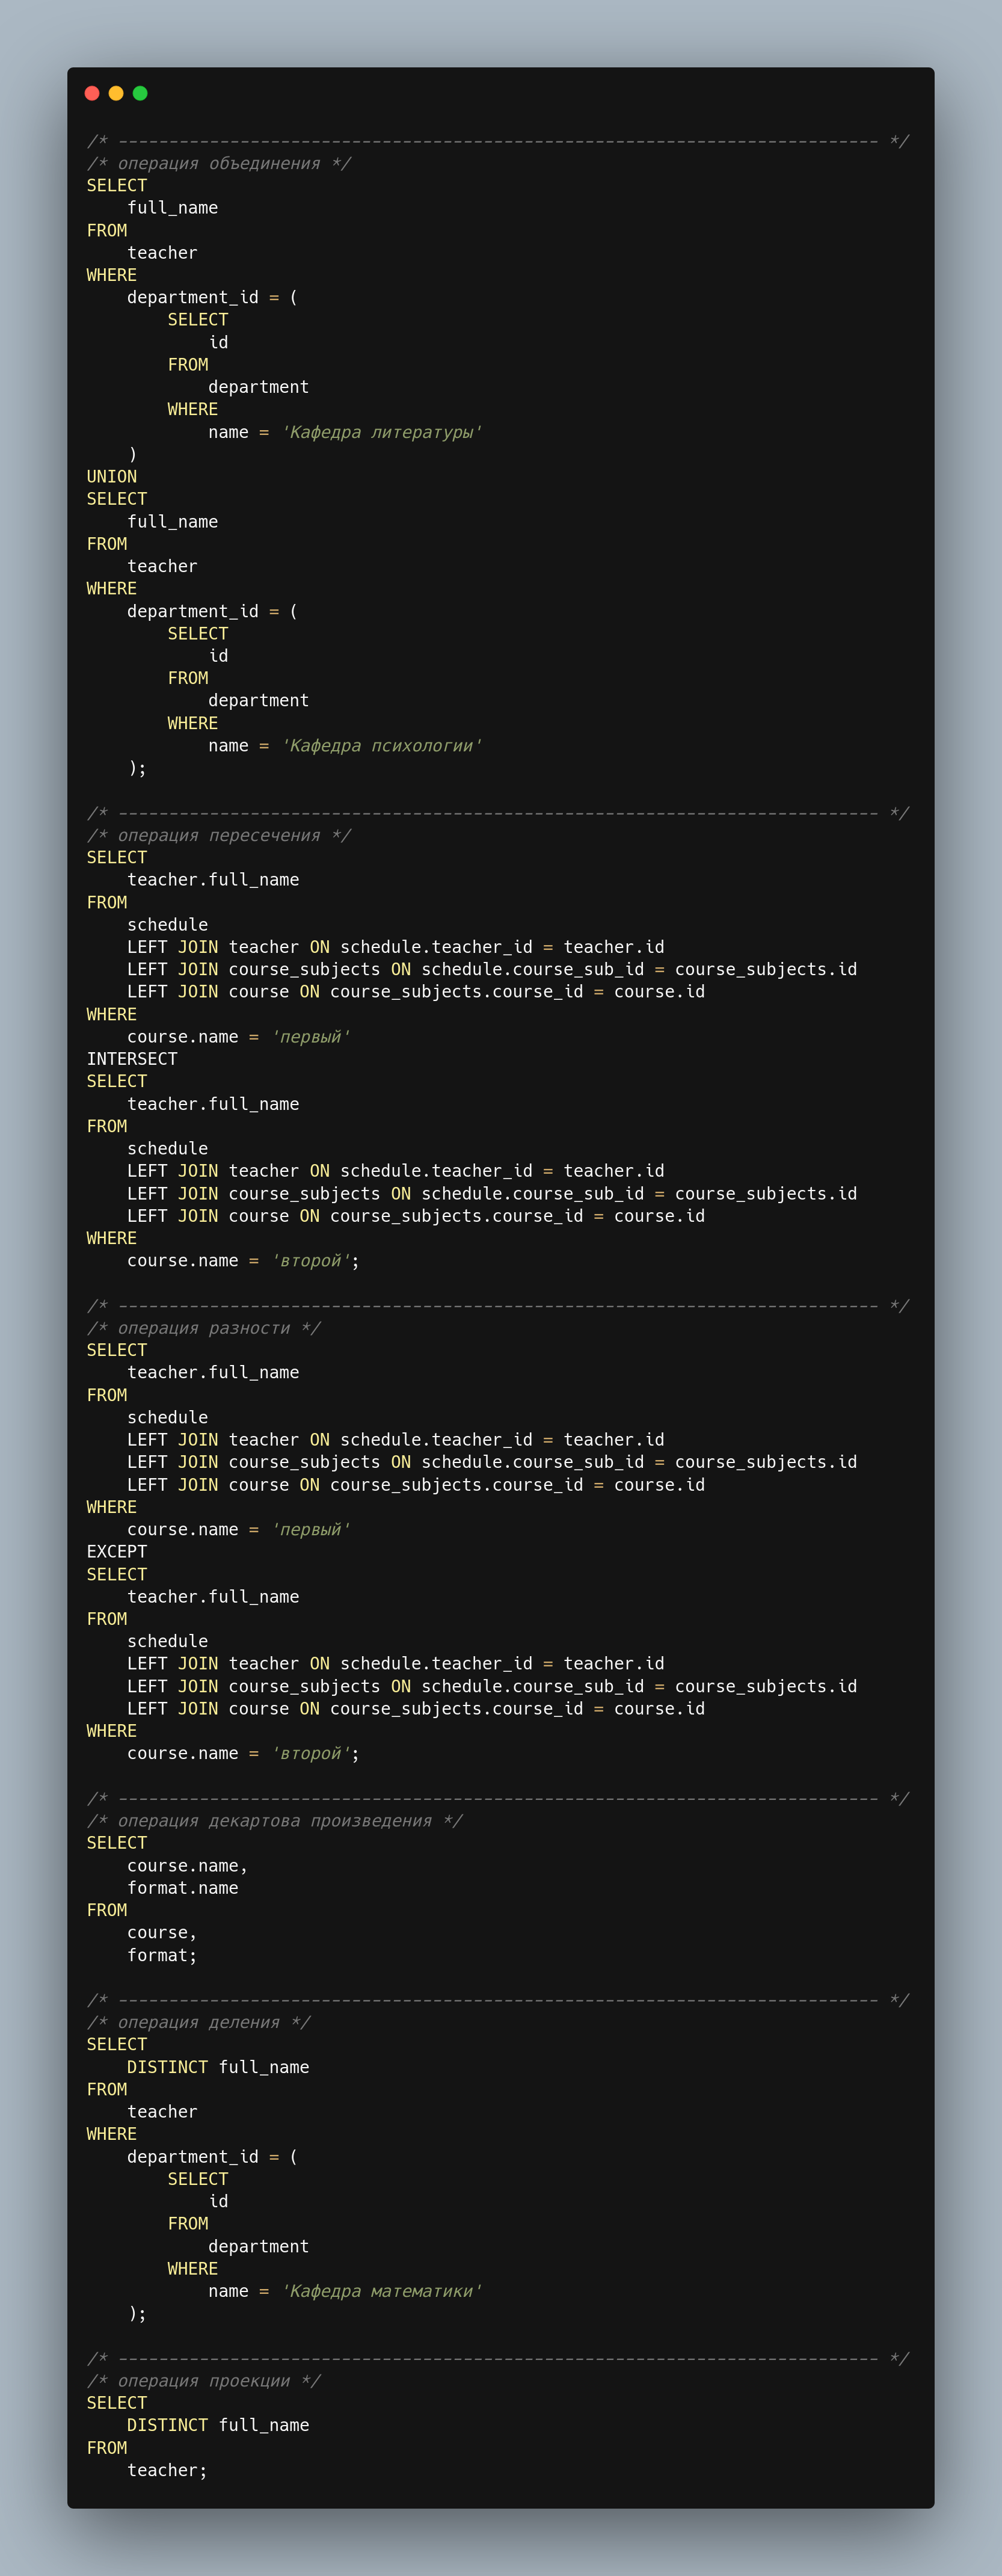 /* --------------------------------------------------------------------------- */
/* операция объединения */
SELECT
    full_name
FROM
    teacher
WHERE
    department_id = (
        SELECT
            id
        FROM
            department
        WHERE
            name = 'Кафедра литературы'
    )
UNION
SELECT
    full_name
FROM
    teacher
WHERE
    department_id = (
        SELECT
            id
        FROM
            department
        WHERE
            name = 'Кафедра психологии'
    );

/* --------------------------------------------------------------------------- */
/* операция пересечения */
SELECT
    teacher.full_name
FROM
    schedule
    LEFT JOIN teacher ON schedule.teacher_id = teacher.id
    LEFT JOIN course_subjects ON schedule.course_sub_id = course_subjects.id
    LEFT JOIN course ON course_subjects.course_id = course.id
WHERE
    course.name = 'первый'
INTERSECT
SELECT
    teacher.full_name
FROM
    schedule
    LEFT JOIN teacher ON schedule.teacher_id = teacher.id
    LEFT JOIN course_subjects ON schedule.course_sub_id = course_subjects.id
    LEFT JOIN course ON course_subjects.course_id = course.id
WHERE
    course.name = 'второй';

/* --------------------------------------------------------------------------- */
/* операция разности */
SELECT
    teacher.full_name
FROM
    schedule
    LEFT JOIN teacher ON schedule.teacher_id = teacher.id
    LEFT JOIN course_subjects ON schedule.course_sub_id = course_subjects.id
    LEFT JOIN course ON course_subjects.course_id = course.id
WHERE
    course.name = 'первый'
EXCEPT
SELECT
    teacher.full_name
FROM
    schedule
    LEFT JOIN teacher ON schedule.teacher_id = teacher.id
    LEFT JOIN course_subjects ON schedule.course_sub_id = course_subjects.id
    LEFT JOIN course ON course_subjects.course_id = course.id
WHERE
    course.name = 'второй';

/* --------------------------------------------------------------------------- */
/* операция декартова произведения */
SELECT
    course.name,
    format.name
FROM
    course,
    format;

/* --------------------------------------------------------------------------- */
/* операция деления */
SELECT
    DISTINCT full_name
FROM
    teacher
WHERE
    department_id = (
        SELECT
            id
        FROM
            department
        WHERE
            name = 'Кафедра математики'
    );

/* --------------------------------------------------------------------------- */
/* операция проекции */
SELECT
    DISTINCT full_name
FROM
    teacher;